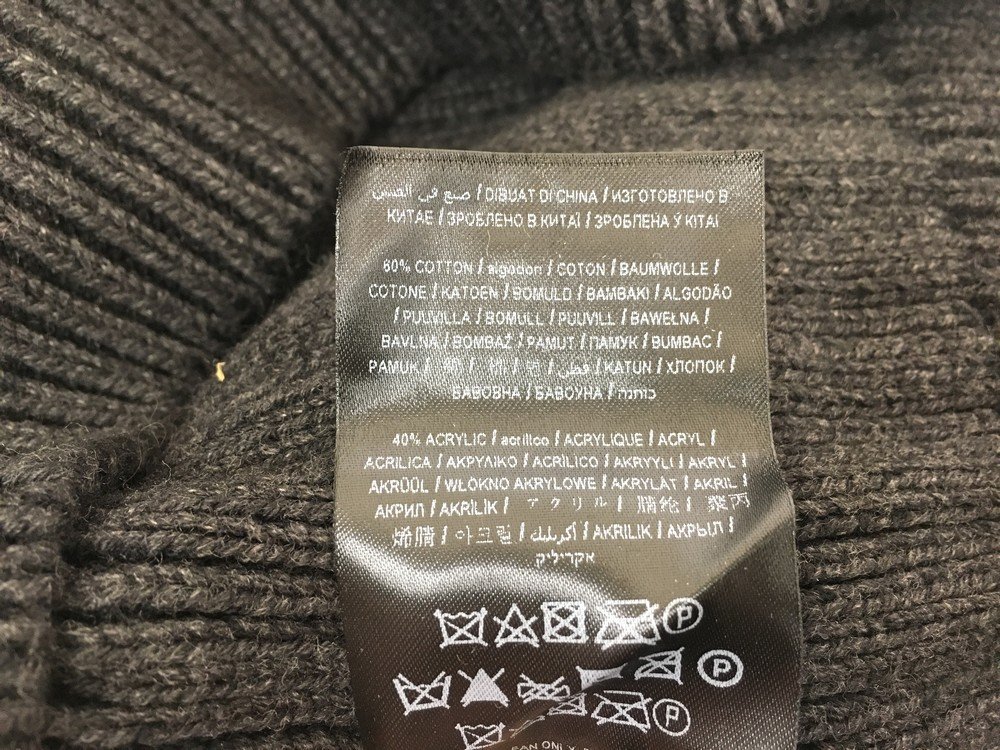 صنع في الصين / DIBUAT DI CHINA / ИЗГОТОВЛЕНО В
КИТАЕ / ЗРОБЛЕНО В КИТАЇ / ЗРОБЛЕНА Ў КІТАІ
60% COTTON / algodon / COTON / BAUMWOLLE /
COTONE / KATOEN / BOMULD / BAMBAKI / ALGODÃO
/ PUUVILLA / BOMULL / PUUVILL / BAWEŁNA /
BAVLNA / BOMBAŽ / PAMUT / ПАМУК / BUMBAC /
PAMUK / 綿 / 棉 / 면 / قطن / KATUN / ХЛОПОК /
БАВОВНА / БАВОУНА / כותנה
40% ACRYLIC / acrilico / ACRYLIQUE / ACRYL /
ACRILICA / ΑΚΡΥΛΙΚΟ / ACRÍLICO / AKRYYLI / AKRYL /
AKRÜÜL / WŁÓKNO AKRYLOWE / AKRYLÁT / AKRIL /
АКРИЛ / AKRİLİK / アクリル / 腈纶 / 聚丙
烯腈 / 아크릴 / أكريليك / AKRILIK / АКРЫЛ /
אקריליק
P
P
P